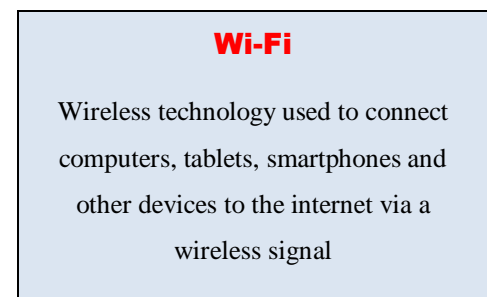 Wi-Fi
Wireless technology used to connect
computers, tablets, smartphones and
other devices to the internet via a
wireless signal